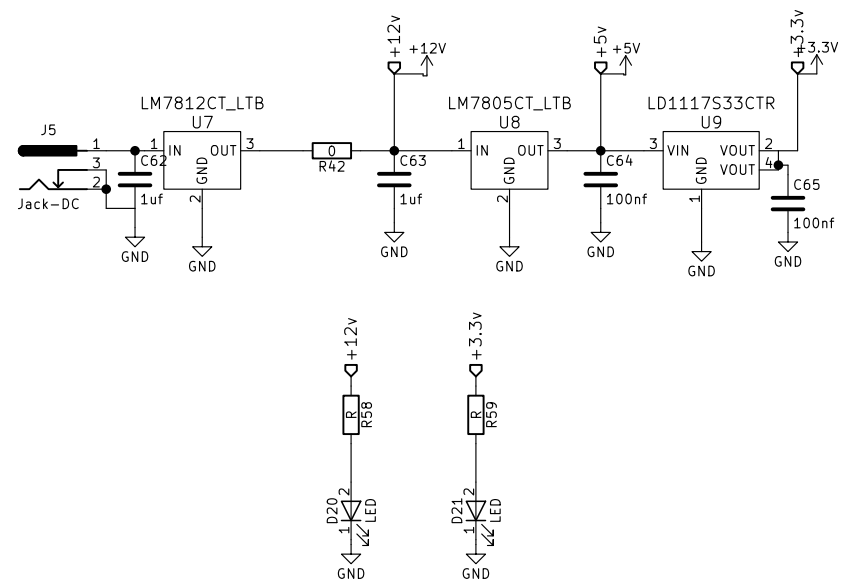 +12v
+12V
+5v
+5V
+3.3v
+3.3V
LM7812CT_LTB
U7
LM7805CT_LTB
U8
LD1117S33CTR
U9
J5
1
3
2
Jack-DC
C62
1uf
GND
1
IN
OUT
3
GND
2
GND
0
R42
C63
1uf
GND
1
IN
OUT
3
GND
2
GND
C64
100nf
GND
3
VIN
VOUT
2
VOUT
4
GND
1
GND
C65
100nf
GND
+12v
R
R58
D20
2
1
LED
GND
+3.3v
R
R59
D21
2
1
LED
GND